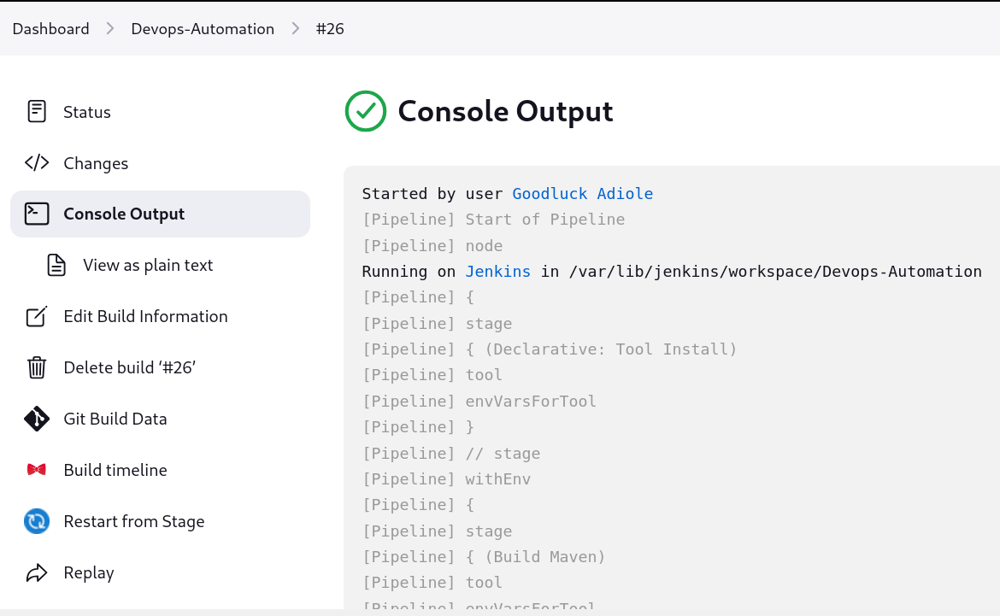 Dashboard > Devops-Automation > #26
Status
Changes
Console Output
View as plain text
Edit Build Information
Delete build ‘#26’
Git Build Data
Build timeline
Restart from Stage
Replay
Console Output
Started by user Goodluck Adiole
[Pipeline] Start of Pipeline
[Pipeline] node
Running on Jenkins in /var/lib/jenkins/workspace/Devops-Automation
[Pipeline] {
[Pipeline] stage
[Pipeline] { (Declarative: Tool Install)
[Pipeline] tool
[Pipeline] envVarsForTool
[Pipeline] }
[Pipeline] // stage
[Pipeline] withEnv
[Pipeline] {
[Pipeline] stage
[Pipeline] { (Build Maven)
[Pipeline] tool
[Pipeline] envVarsForTool